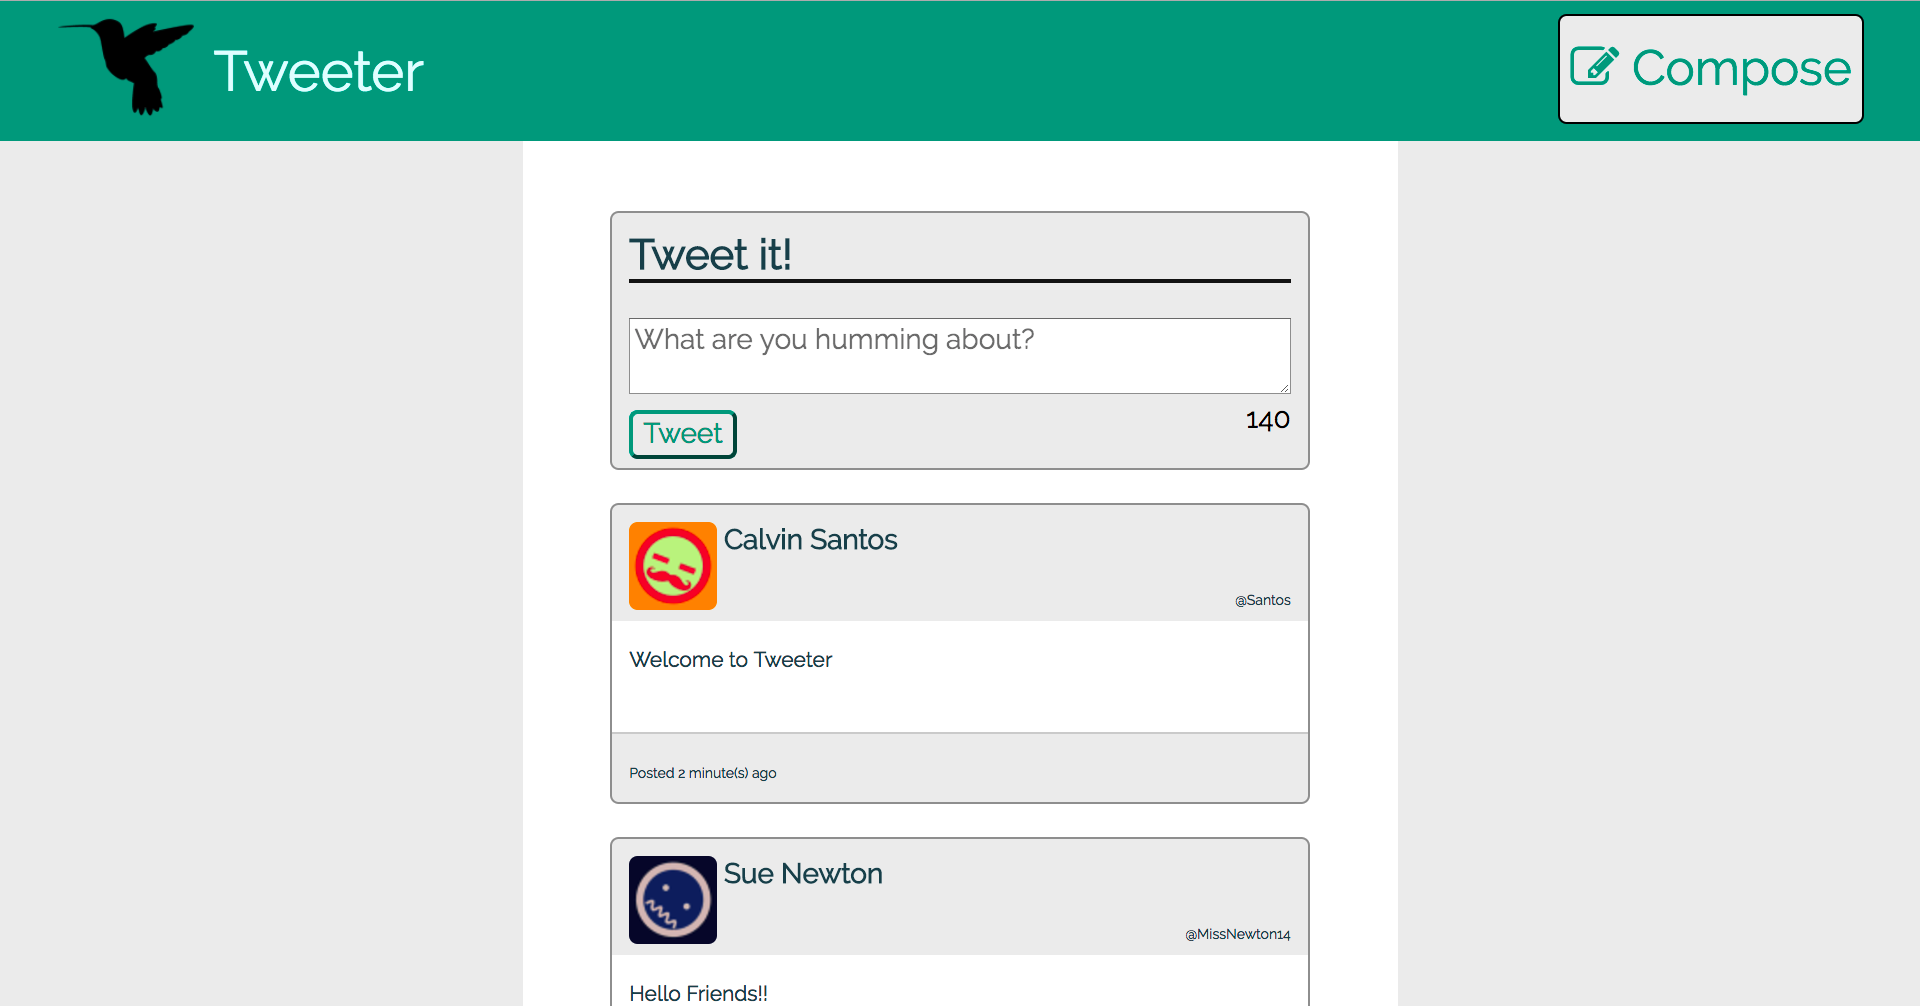 Tweeter
Compose
Tweet it!
What are you humming about?
Tweet
140
Calvin Santos
@Santos
Welcome to Tweeter
Posted 2 minute(s) ago
Sue Newton
@MissNewton14
Hello Friends!!